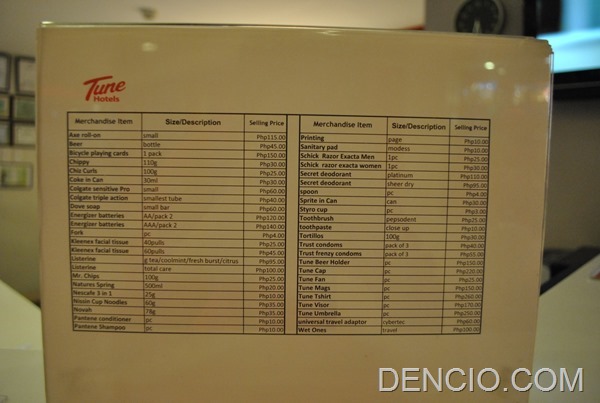 Tune
Hotels
Merchandise Item Size/Description Selling Price
Axe roll-on small Php115.00
Beer bottle Php45.00
Bicycle playing cards 1 pack Php150.00
Chippy 110g Php30.00
Chiz Curls 100g Php25.00
Coke in Can 30ml Php30.00
Colgate sensitive Pro small Php60.00
Colgate triple action smallest tube Php40.00
Dove soap small bar Php60.00
Energizer batteries AA/pack 2 Php120.00
Energizer batteries AAA/pack 2 Php140.00
Fork pc Php4.00
Kleenex facial tissue 40pulls Php25.00
Kleenex facial tissue 60pulls Php45.00
Listerine g tea/coolmint/fresh burst/citrus Php95.00
Listerine total care Php100.00
Mr. Chips 100g Php25.00
Natures Spring 500ml Php20.00
Nescafe 3 in 1 25g Php10.00
Nissin Cup Noodles 60g Php35.00
Novah 78g Php35.00
Pantene conditioner pc Php10.00
Pantene Shampoo pc Php10.00
Merchandise Item Size/Description Selling Price
Printing page Php10.00
Sanitary pad modess Php10.00
Schick Razor Exacta Men 1pc Php25.00
Schick razor exacta women 1pc Php30.00
Secret deodorant platinum Php110.00
Secret deodorant sheer dry Php95.00
spoon pc Php4.00
Sprite in Can can Php30.00
Styro cup pc Php3.00
Toothbrush pepsodent Php25.00
toothpaste close up Php10.00
Tortillos 100g Php30.00
Trust condoms pack of 3 Php40.00
Trust frenzy condoms pack of 3 Php55.00
Tune Beer Holder pc Php150.00
Tune Cap pc Php220.00
Tune Fan pc Php25.00
Tune Mags pc Php150.00
Tune Tshirt pc Php260.00
Tune Visor pc Php170.00
Tune Umbrella pc Php250.00
universal travel adaptor cybertec Php60.00
Wet Ones travel Php100.00
DENCIO.COM